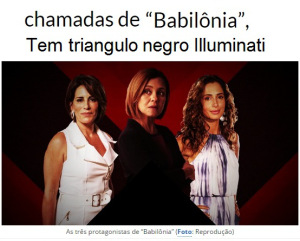 chamadas de “Babilônia”,
Tem triangulo negro Illuminati
As três protagonistas de “Babilônia” (Foto: Reprodução)